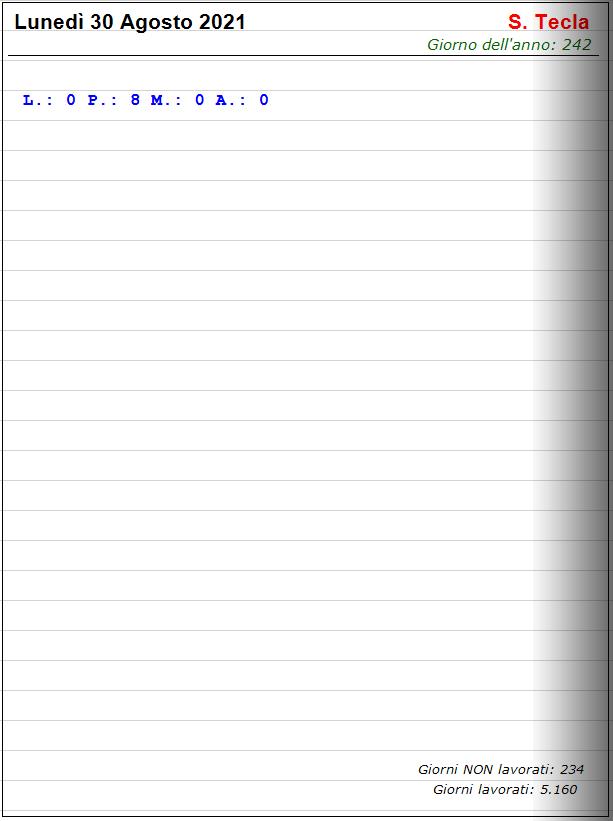 Lunedì 30 Agosto 2021 S. Tecla
Giorno dell'anno: 242
L.: 0 P.: 8 M.: 0 A.: 0
Giorni NON lavorati: 234
Giorni lavorati: 5.160